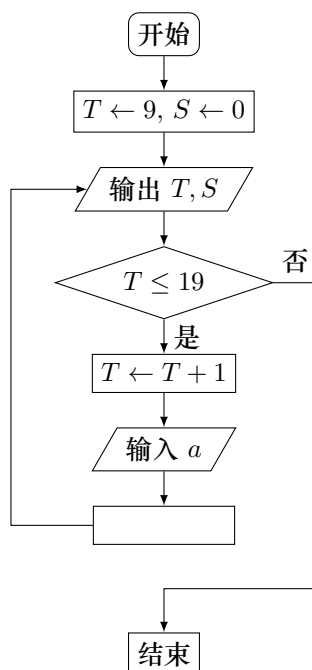 开始
T ← 9, S ← 0
输出 T, S
T ≤ 19
否
是
T ← T + 1
输入 a
结束